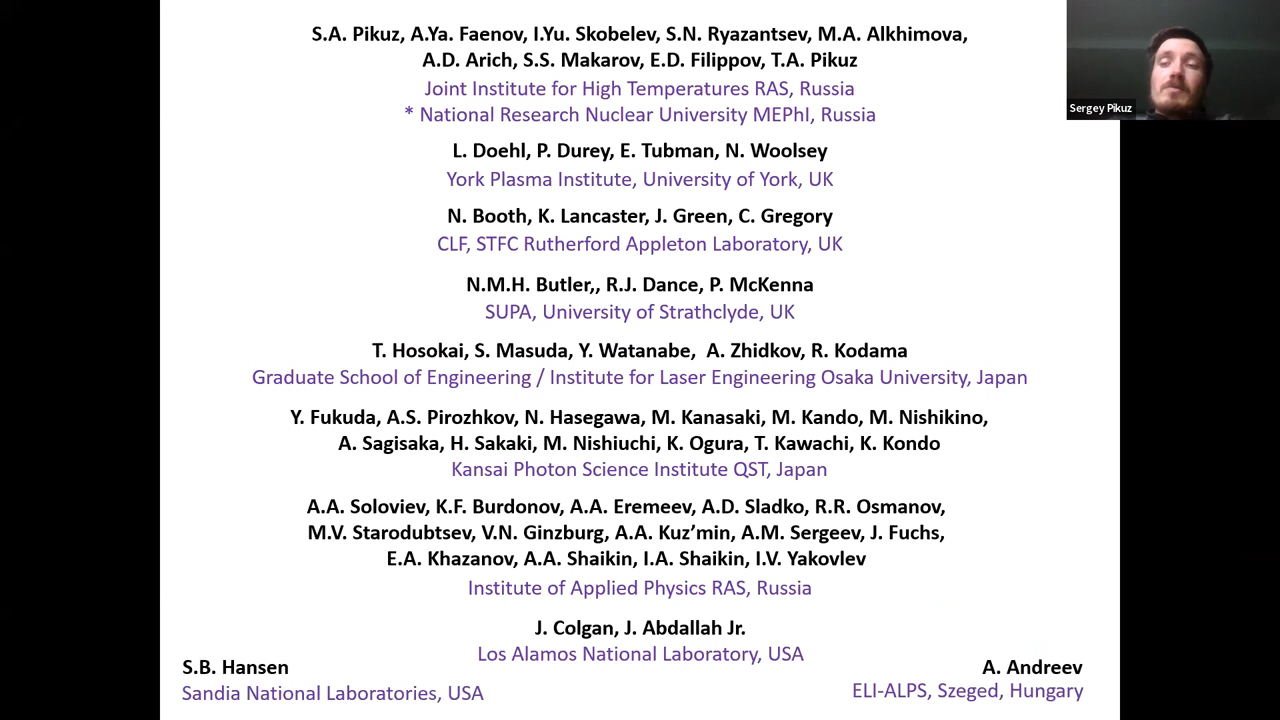 S.A. Pikuz, A.Ya. Faenov, I.Yu. Skobelev, S.N. Ryazantsev, M.A. Alkhimova,
A.D. Arich, S.S. Makarov, E.D. Filippov, T.A. Pikuz
Joint Institute for High Temperatures RAS, Russia
* National Research Nuclear University MEPhI, Russia
Sergey Pikuz
L. Doehl, P. Durey, E. Tubman, N. Woolsey
York Plasma Institute, University of York, UK
N. Booth, K. Lancaster, J. Green, C. Gregory
CLF, STFC Rutherford Appleton Laboratory, UK
N.M.H. Butler,, R.J. Dance, P. McKenna
SUPA, University of Strathclyde, UK
T. Hosokai, S. Masuda, Y. Watanabe,  A. Zhidkov, R. Kodama
Graduate School of Engineering / Institute for Laser Engineering Osaka University, Japan
Y. Fukuda, A.S. Pirozhkov, N. Hasegawa, M. Kanasaki, M. Kando, M. Nishikino,
A. Sagisaka, H. Sakaki, M. Nishiuchi, K. Ogura, T. Kawachi, K. Kondo
Kansai Photon Science Institute QST, Japan
A.A. Soloviev, K.F. Burdonov, A.A. Eremeev, A.D. Sladko, R.R. Osmanov,
M.V. Starodubtsev, V.N. Ginzburg, A.A. Kuz’min, A.M. Sergeev, J. Fuchs,
E.A. Khazanov, A.A. Shaikin, I.A. Shaikin, I.V. Yakovlev
Institute of Applied Physics RAS, Russia
J. Colgan, J. Abdallah Jr.
Los Alamos National Laboratory, USA
S.B. Hansen
Sandia National Laboratories, USA
A. Andreev
ELI-ALPS, Szeged, Hungary